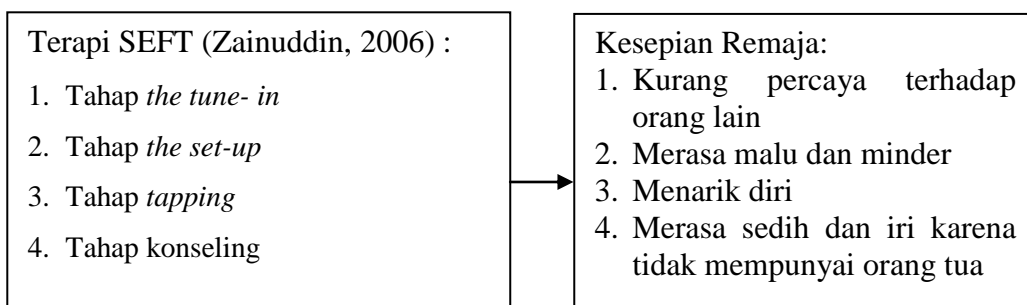 Terapi SEFT (Zainuddin, 2006) :
1. Tahap the tune- in
2. Tahap the set-up
3. Tahap tapping
4. Tahap konseling
Kesepian Remaja:
1. Kurang percaya terhadap
orang lain
2. Merasa malu dan minder
3. Menarik diri
4. Merasa sedih dan iri karena
tidak mempunyai orang tua